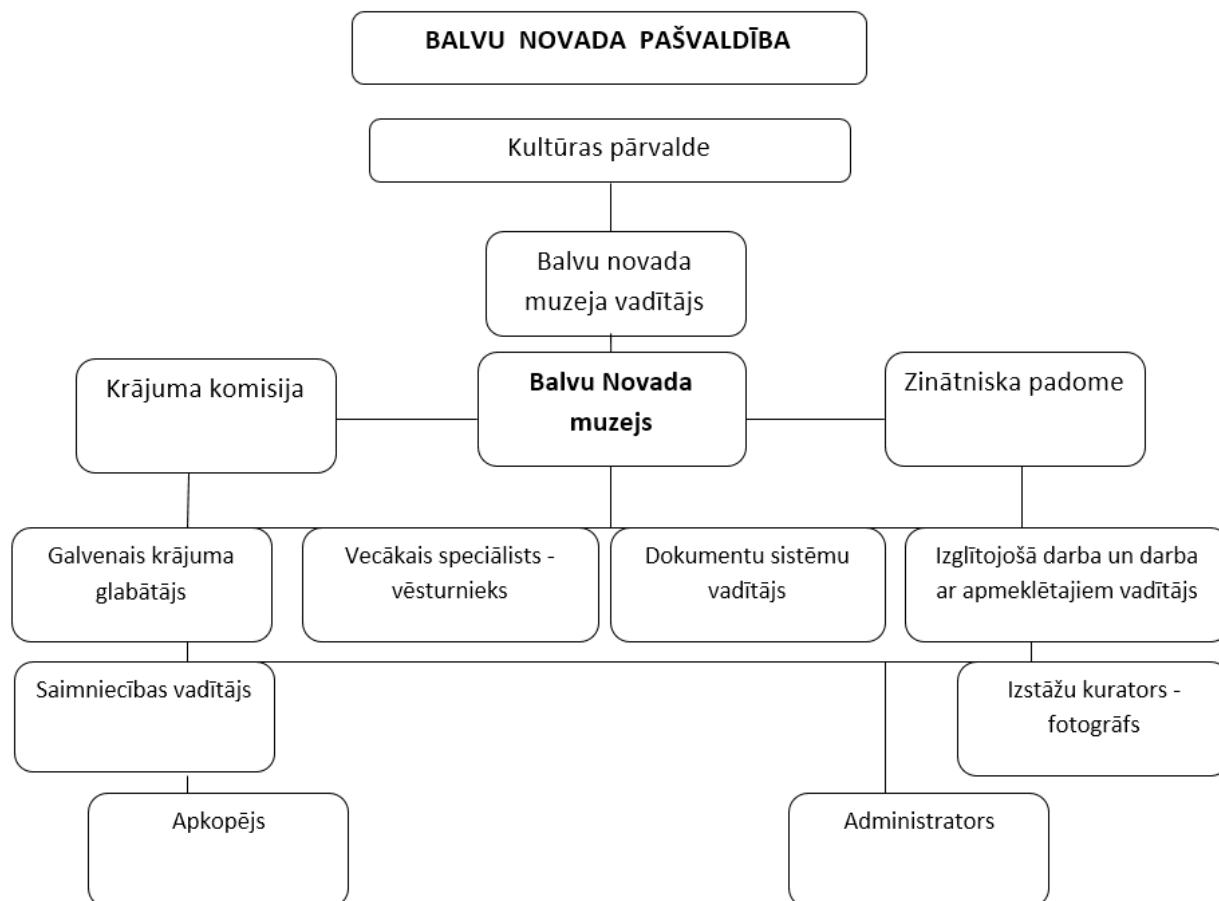 BALVU NOVADA PAŠVALDĪBA
Kultūras pārvalde
Balvu novada
muzeja vadītājs
Krājuma komisija
Balvu Novada
muzejs
Zinātniska padome
Galvenais krājuma
glabātājs
Vecākais speciālists -
vēsturnieks
Dokumentu sistēmu
vadītājs
Izglītojošā darba un darba
ar apmeklētajiem vadītājs
Saimniecības vadītājs
Izstāžu kurators -
fotogrāfs
Apkopējs
Administrators